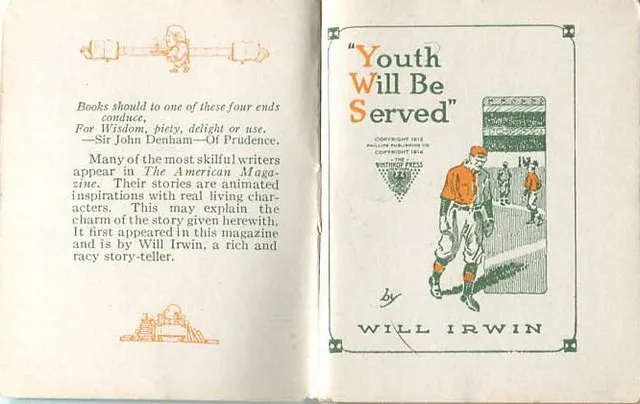 Books should to one of these four ends
conduce,
For Wisdom, piety, delight or use.
—Sir John Denham—Of Prudence.
Many of the most skilful writers
appear in The American Maga-
zine. Their stories are animated
inspirations with real living char-
acters. This may explain the
charm of the story given herewith.
It first appeared in this magazine
and is by Will Irwin, a rich and
racy story-teller.
"Youth
Will Be
Served"
COPYRIGHT 1912
PHILLIPS PUBLISHING CO
COPYRIGHT 1914
THE
WINTHROP PRESS
by
WILL IRWIN